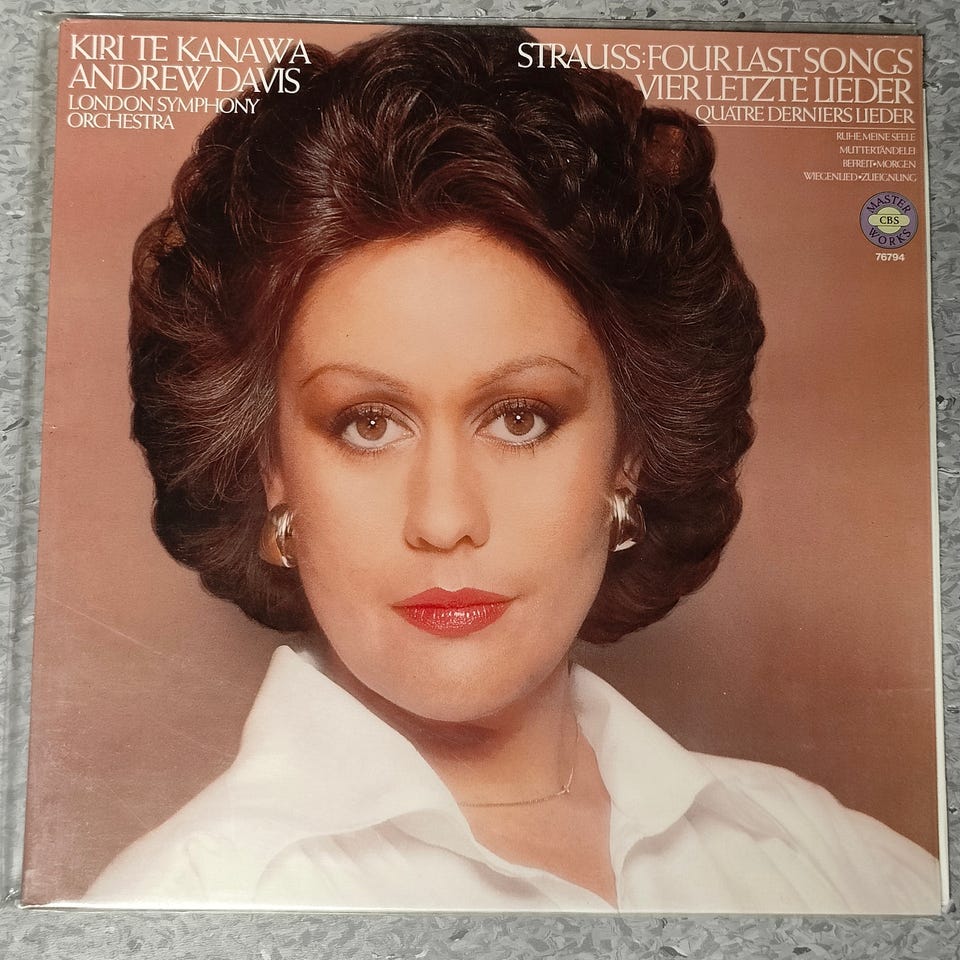 KIRI TE KANAWA
ANDREW DAVIS
LONDON SYMPHONY
ORCHESTRA
STRAUSS:FOUR LAST SONGS
VIER LETZTE LIEDER
QUATRE DERNIERS LIEDER
RUHE, MEINE SEELE
MUTTERTÄNDELEI
BEFREIT•MORGEN
WIEGENLIED•ZUEIGNUNG
MASTER
CBS
WORKS
76794